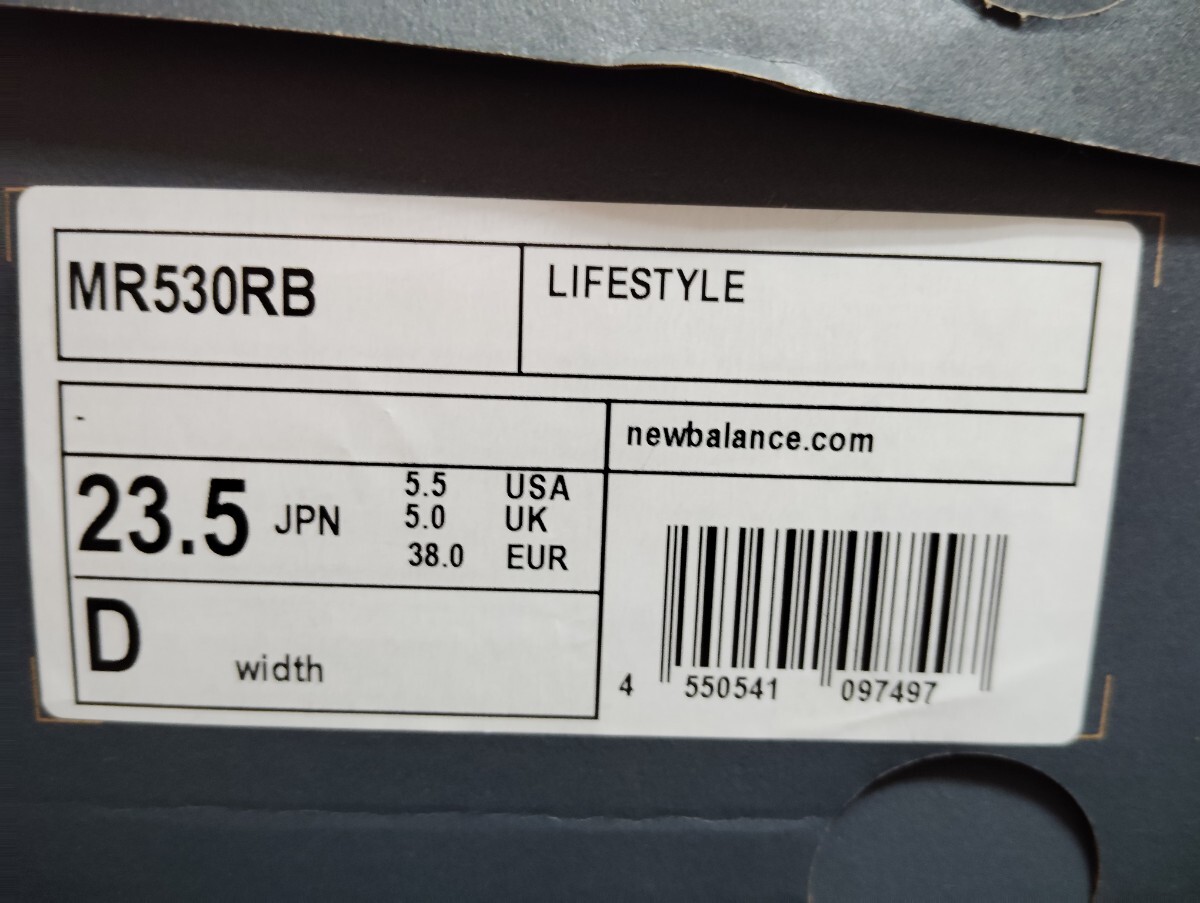 MR530RB
LIFESTYLE
-
newbalance.com
23.5 JPN
5.5 USA
5.0 UK
38.0 EUR
D width
4 550541 097497